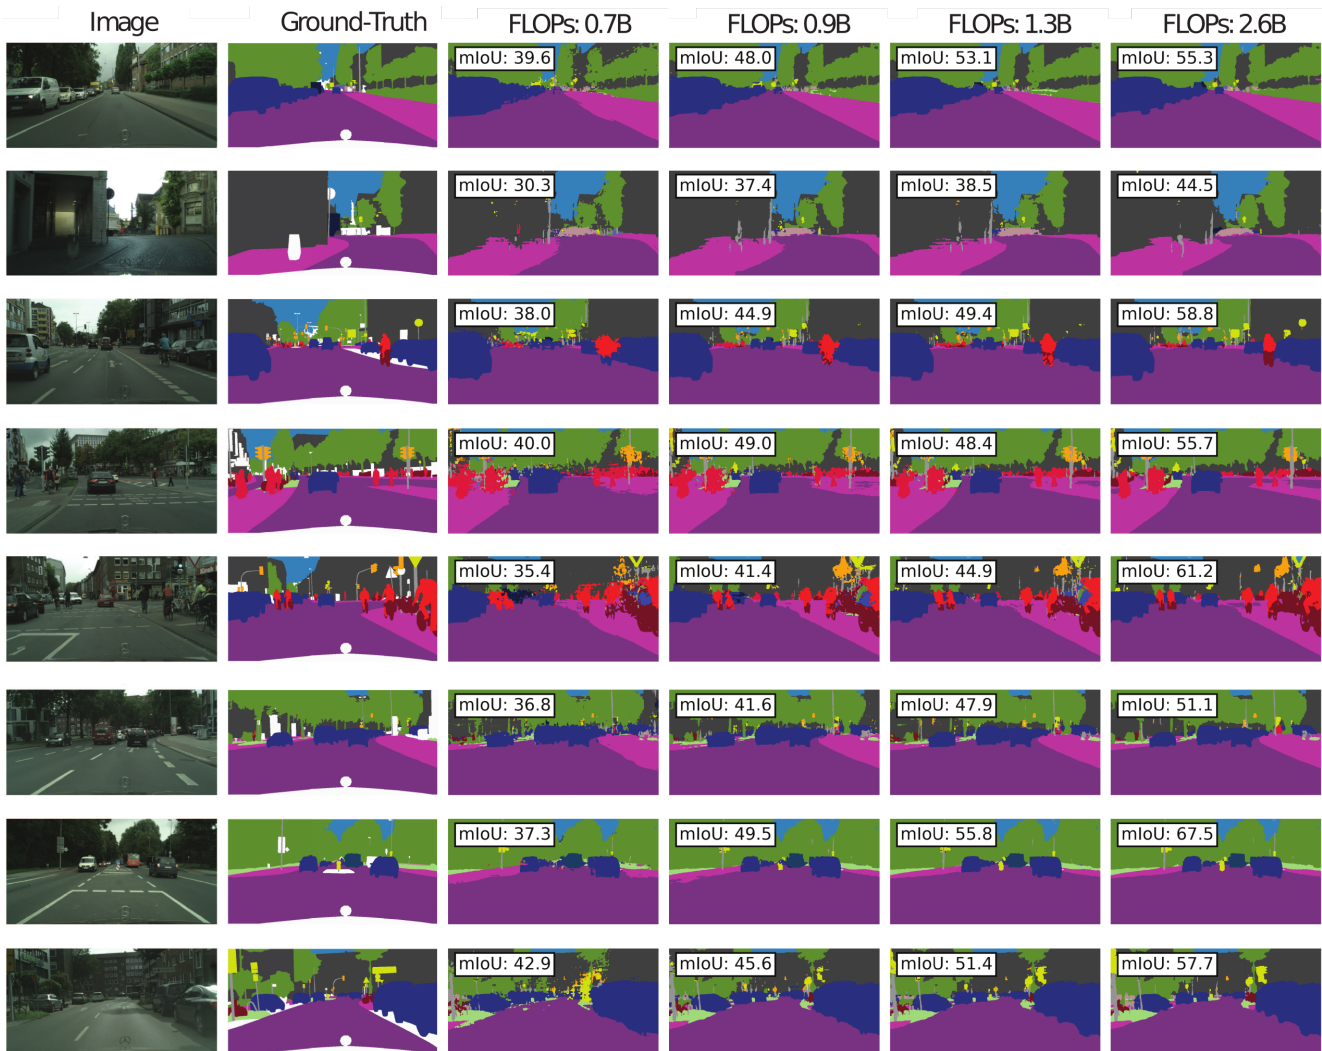 Image Ground-Truth FLOPs: 0.7B FLOPs: 0.9B FLOPs: 1.3B FLOPs: 2.6B
mIoU: 39.6 mIoU: 48.0 mIoU: 53.1 mIoU: 55.3
mIoU: 30.3 mIoU: 37.4 mIoU: 38.5 mIoU: 44.5
mIoU: 38.0 mIoU: 44.9 mIoU: 49.4 mIoU: 58.8
mIoU: 40.0 mIoU: 49.0 mIoU: 48.4 mIoU: 55.7
mIoU: 35.4 mIoU: 41.4 mIoU: 44.9 mIoU: 61.2
mIoU: 36.8 mIoU: 41.6 mIoU: 47.9 mIoU: 51.1
mIoU: 37.3 mIoU: 49.5 mIoU: 55.8 mIoU: 67.5
mIoU: 42.9 mIoU: 45.6 mIoU: 51.4 mIoU: 57.7